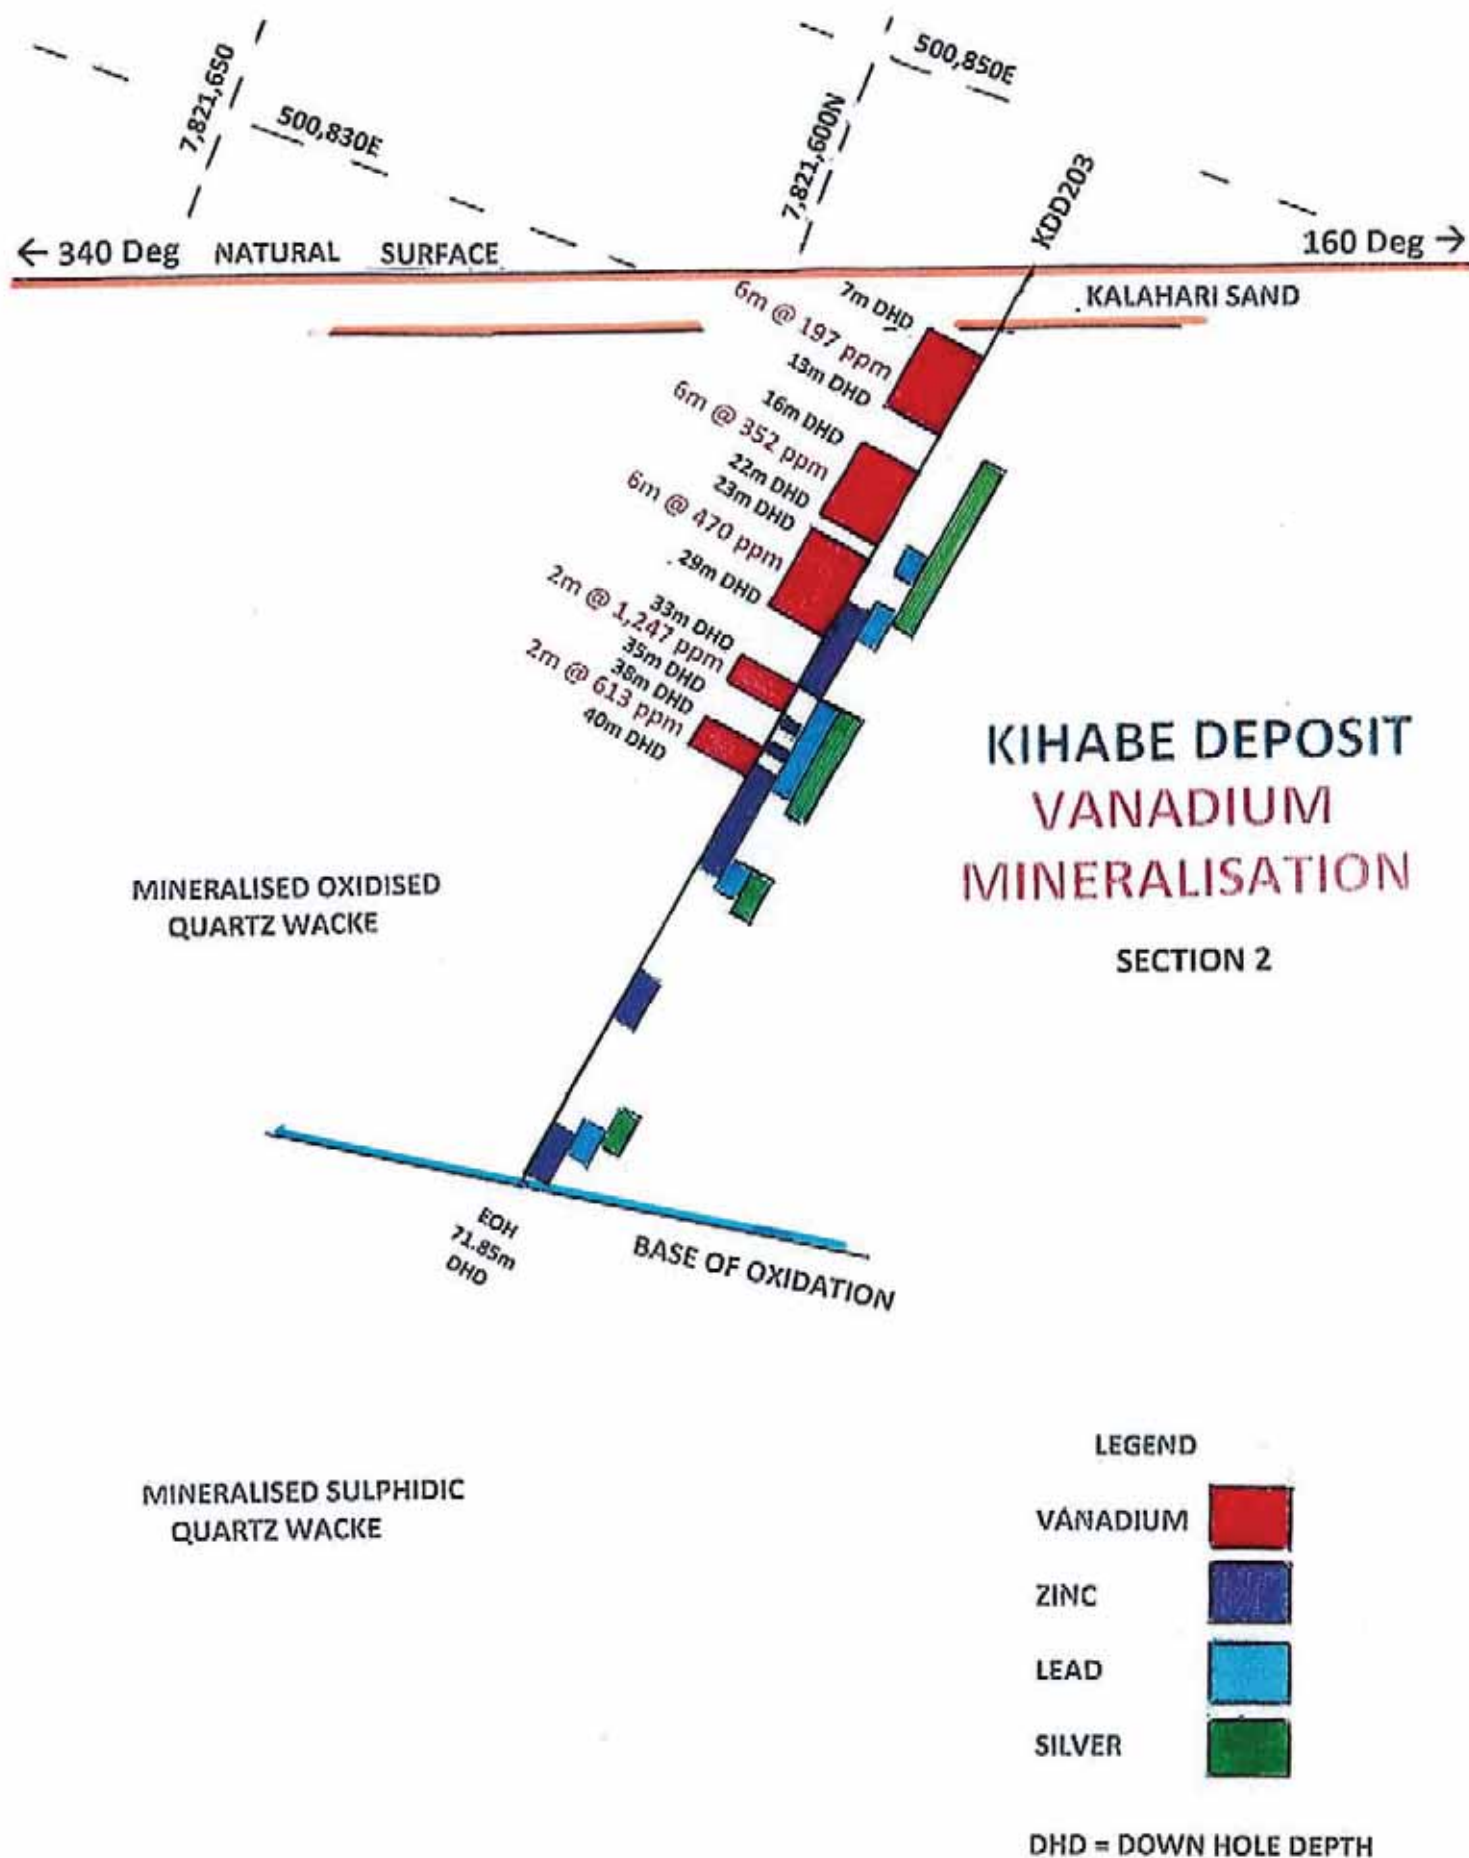 7,821,650
500,830E
7,821,600N
500,850E
KDD203
← 340 Deg NATURAL SURFACE
160 Deg →
KALAHARI SAND
7m DHD
6m @ 197 ppm
13m DHD
16m DHD
6m @ 352 ppm
22m DHD
23m DHD
6m @ 470 ppm
29m DHD
33m DHD
2m @ 1,247 ppm
35m DHD
38m DHD
2m @ 613 ppm
40m DHD
KIHABE DEPOSIT
VANADIUM
MINERALISATION
SECTION 2
MINERALISED OXIDISED
QUARTZ WACKE
EOH
71.85m
DHD
BASE OF OXIDATION
MINERALISED SULPHIDIC
QUARTZ WACKE
LEGEND
VANADIUM
ZINC
LEAD
SILVER
DHD = DOWN HOLE DEPTH